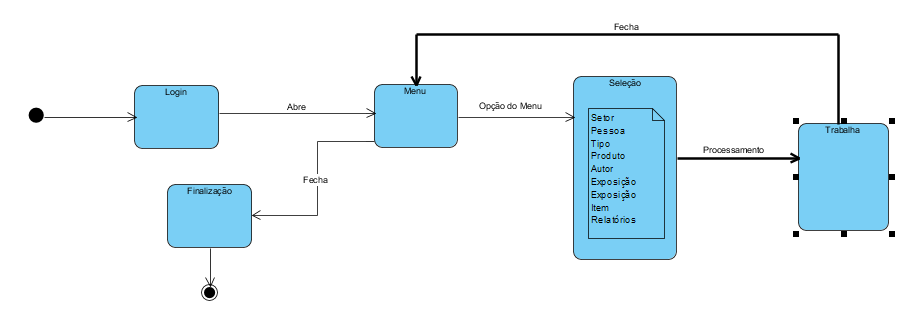 Fecha
Login
Abre
Menu
Opção do Menu
Seleção
Setor
Pessoa
Tipo
Produto
Autor
Exposição
Exposição
Item
Relatórios
Processamento
Trabalha
Fecha
Finalização